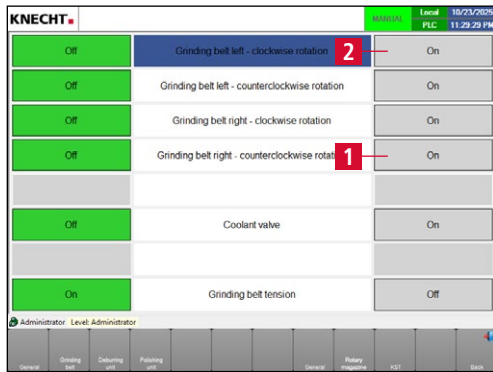 KNECHT
MANUAL Local 10/23/2025
PLC 11:29:29 PM
Off Grinding belt left - clockwise rotation 2 On
Off Grinding belt left - counterclockwise rotation On
Off Grinding belt right - clockwise rotation On
Off Grinding belt right - counterclockwise rotati 1 On
Off Coolant valve On
On Grinding belt tension Off
Administrator Level: Administrator
General Grinding belt Deburring unit Polishing unit General Rotary magazine KST Back